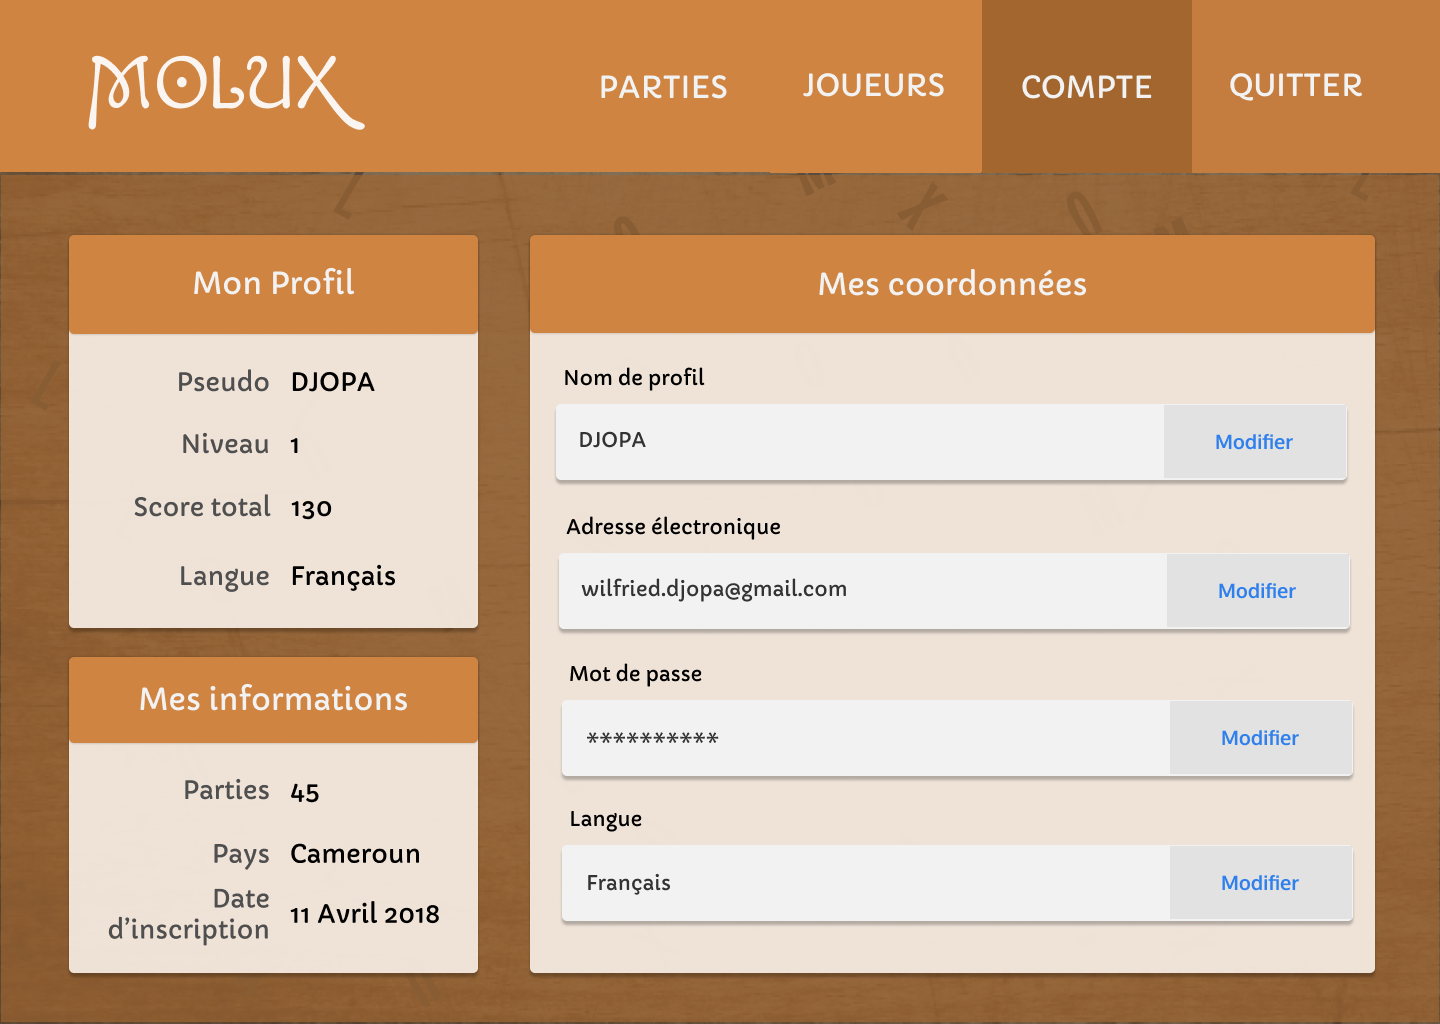 MOLUX
PARTIES
JOUEURS
COMPTE
QUITTER
Mon Profil
Pseudo DJOPA
Niveau 1
Score total 130
Langue Français
Mes informations
Parties 45
Pays Cameroun
Date
d’inscription 11 Avril 2018
Mes coordonnées
Nom de profil
DJOPA Modifier
Adresse électronique
wilfried.djopa@gmail.com Modifier
Mot de passe
********** Modifier
Langue
Français Modifier